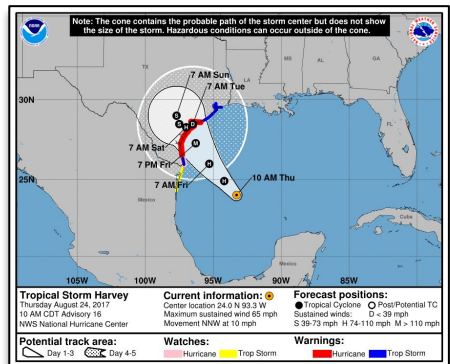 Note: The cone contains the probable path of the storm center but does not show
the size of the storm. Hazardous conditions can occur outside of the cone.
NOAA
TX
LA
MS
AL
GA
FL
7 AM Sun
7 AM Tue
30N
S
S
H
D
7 AM Sat
M
7 PM Fri
H
7 AM Fri
H
10 AM Thu
25N
Mexico
Mexico
Cuba
105W
100W
95W
90W
85W
Tropical Storm Harvey
Thursday August 24, 2017
10 AM CDT Advisory 16
NWS National Hurricane Center
Current information:
Center location 24.0 N 93.3 W
Maximum sustained wind 65 mph
Movement NNW at 10 mph
Forecast positions:
Tropical Cyclone Post/Potential TC
Sustained winds: D < 39 mph
S 39-73 mph H 74-110 mph M > 110 mph
Potential track area:
Day 1-3 Day 4-5
Watches:
Hurricane Trop Storm
Warnings:
Hurricane Trop Storm